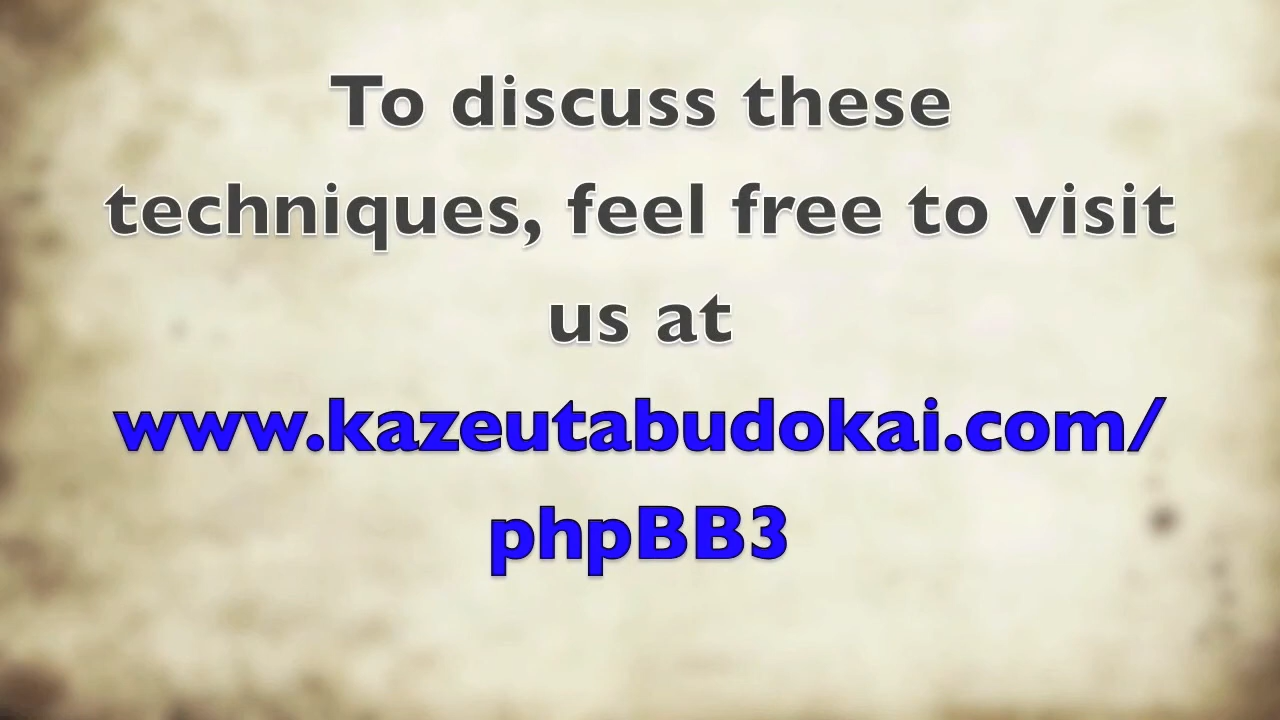 To discuss these
techniques, feel free to visit
us at
www.kazeutabudokai.com/
phpBB3